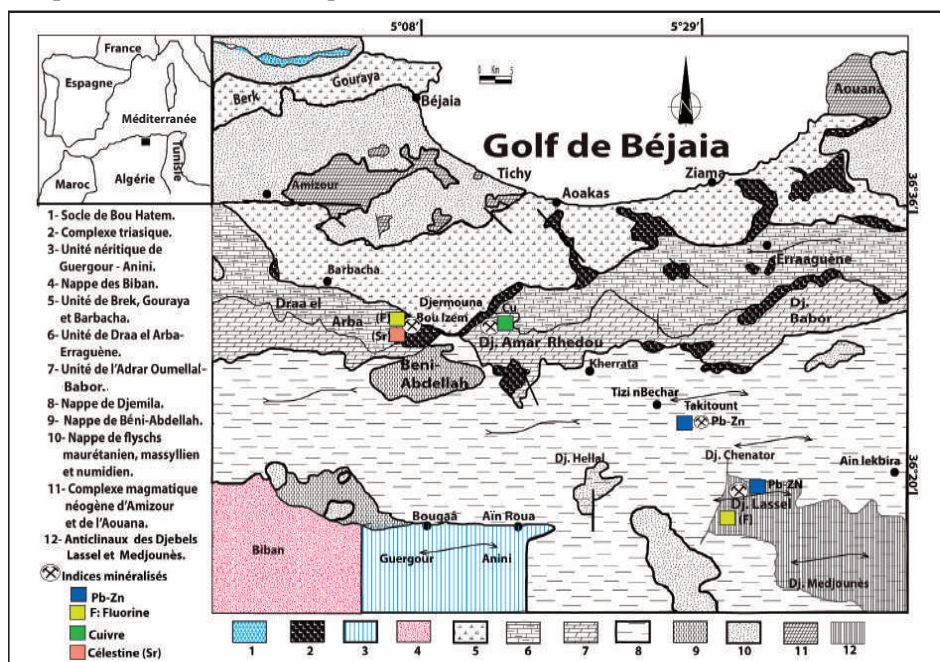 5°08'
5°29'
France
Espagne
Méditerranée
Maroc
Algérie
Tunisie
Berk
Gouraya
Béjaia
Km 5
Aouana
Golf de Béjaia
Amizour
Tichy
Aoakas
Ziama
36°36'
Barbacha
Erraaguène
Draa el
Arba
(F)
(Sr)
Djermouna
Bou Izem
Cu
Dj. Amar Rhedou
Dj.
Babor
Béni-
Abdellah
Kherrata
Tizi nBechar
Takitount
Pb-Zn
Dj. Hellal
Dj. Chenator
Ain lekbira
Pb-ZN
Dj. Lassel
(F)
36°20'
Bougaâ
Aïn Roua
Biban
Guergour
Anini
Dj. Medjounès
1- Socle de Bou Hatem.
2- Complexe triasique.
3- Unité néritique de
Guergour - Anini.
4- Nappe des Biban.
5- Unité de Brek, Gouraya
et Barbacha.
6- Unité de Draa el Arba-
Erraguène.
7- Unité de l'Adrar Oumellal-
Babor.
8- Nappe de Djemila.
9- Nappe de Béni-Abdellah.
10- Nappe de flyschs
maurétanien, massyllien
et numidien.
11- Complexe magmatique
néogène d'Amizour
et de l'Aouana.
12- Anticlinaux des Djebels
Lassel et Medjounès.
Indices minéralisés
Pb-Zn
F: Fluorine
Cuivre
Célestine (Sr)
1 2 3 4 5 6 7 8 9 10 11 12